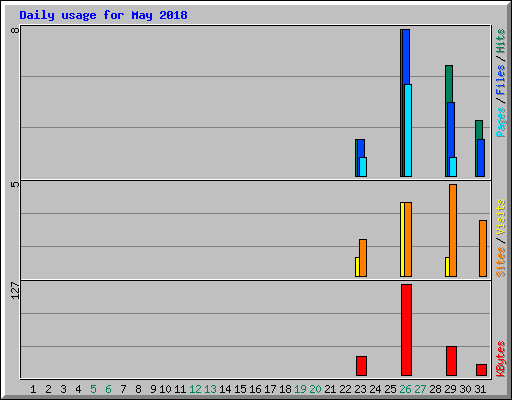 Daily usage for May 2018
8
5
127
Pages / Files / Hits
Sites / Visits
KBytes
1 2 3 4 5 6 7 8 9 10 11 12 13 14 15 16 17 18 19 20 21 22 23 24 25 26 27 28 29 30 31